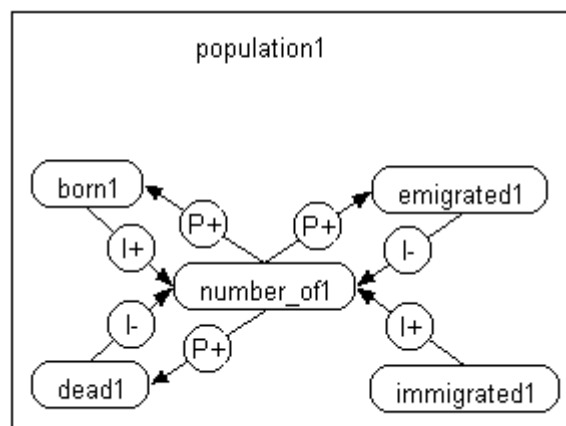 population1
born1
emigrated1
P+
P+
I+
I-
number_of1
I-
I+
P+
dead1
immigrated1